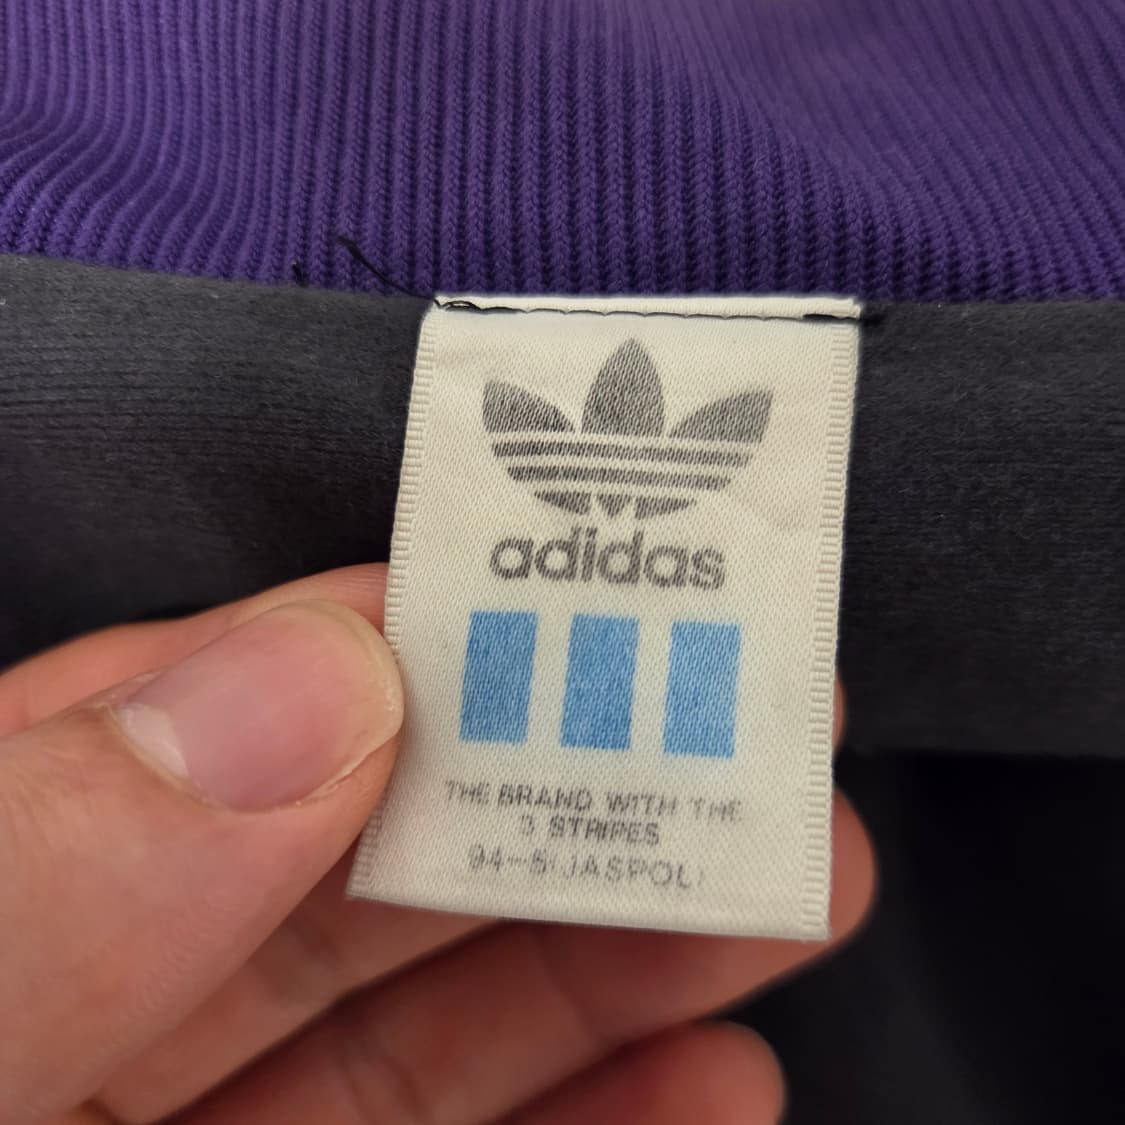 adidas
THE BRAND WITH THE
3 STRIPES
94-5(JASPOL)